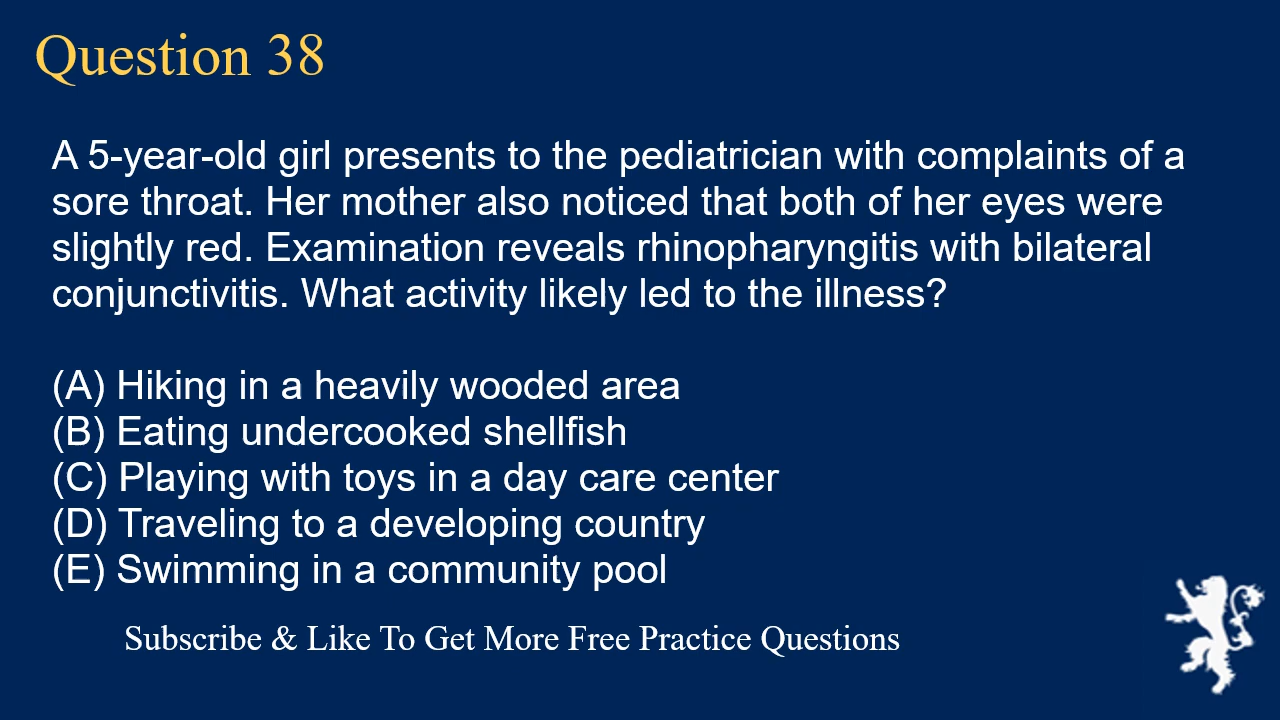 Question 38
A 5-year-old girl presents to the pediatrician with complaints of a
sore throat. Her mother also noticed that both of her eyes were
slightly red. Examination reveals rhinopharyngitis with bilateral
conjunctivitis. What activity likely led to the illness?
(A) Hiking in a heavily wooded area
(B) Eating undercooked shellfish
(C) Playing with toys in a day care center
(D) Traveling to a developing country
(E) Swimming in a community pool
Subscribe & Like To Get More Free Practice Questions